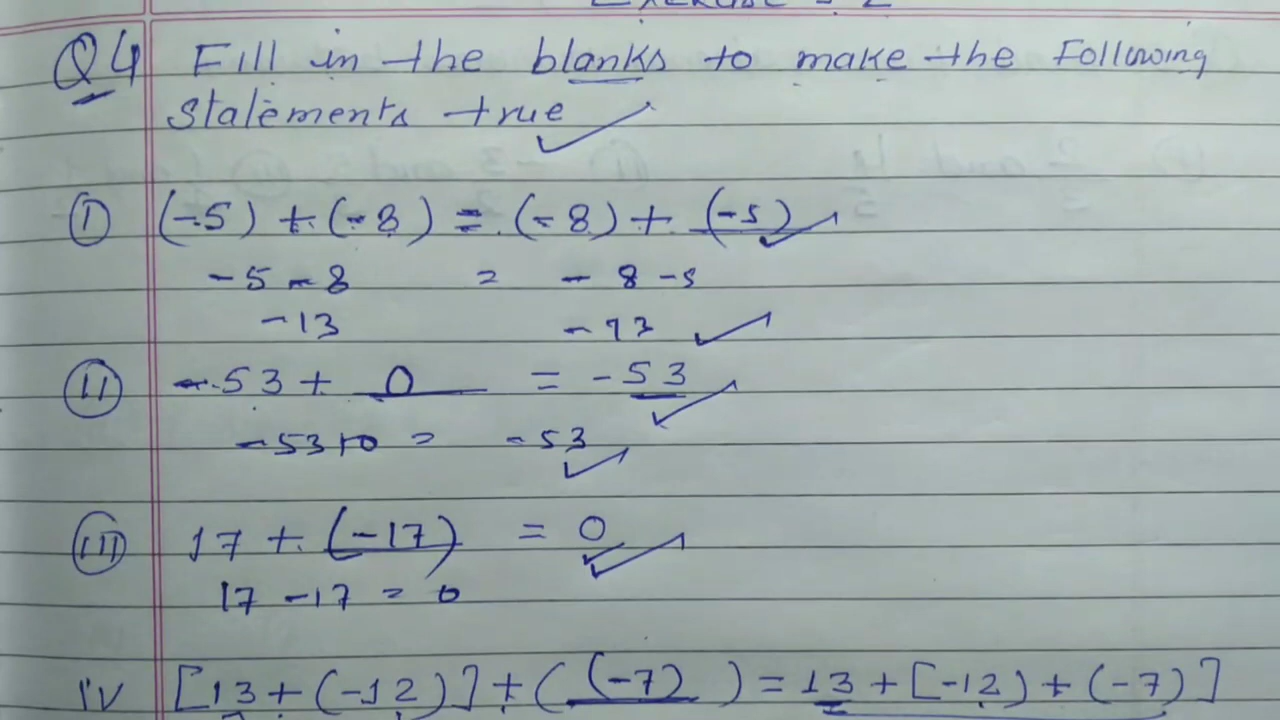 Exercise
Q4 Fill in the blanks to make the Following
Statements true
(i) (-5) + (-8) = (-8) + (-5)
-5 - 8 = - 8 - 5
-13 - 13
(ii) - 53 + 0 = - 53
- 53 + 0 = - 53
(iii) 17 + (-17) = 0
17 - 17 = 0
iv [13 + (-12)] + ( (-7) ) = 13 + [-12) + (-7)]